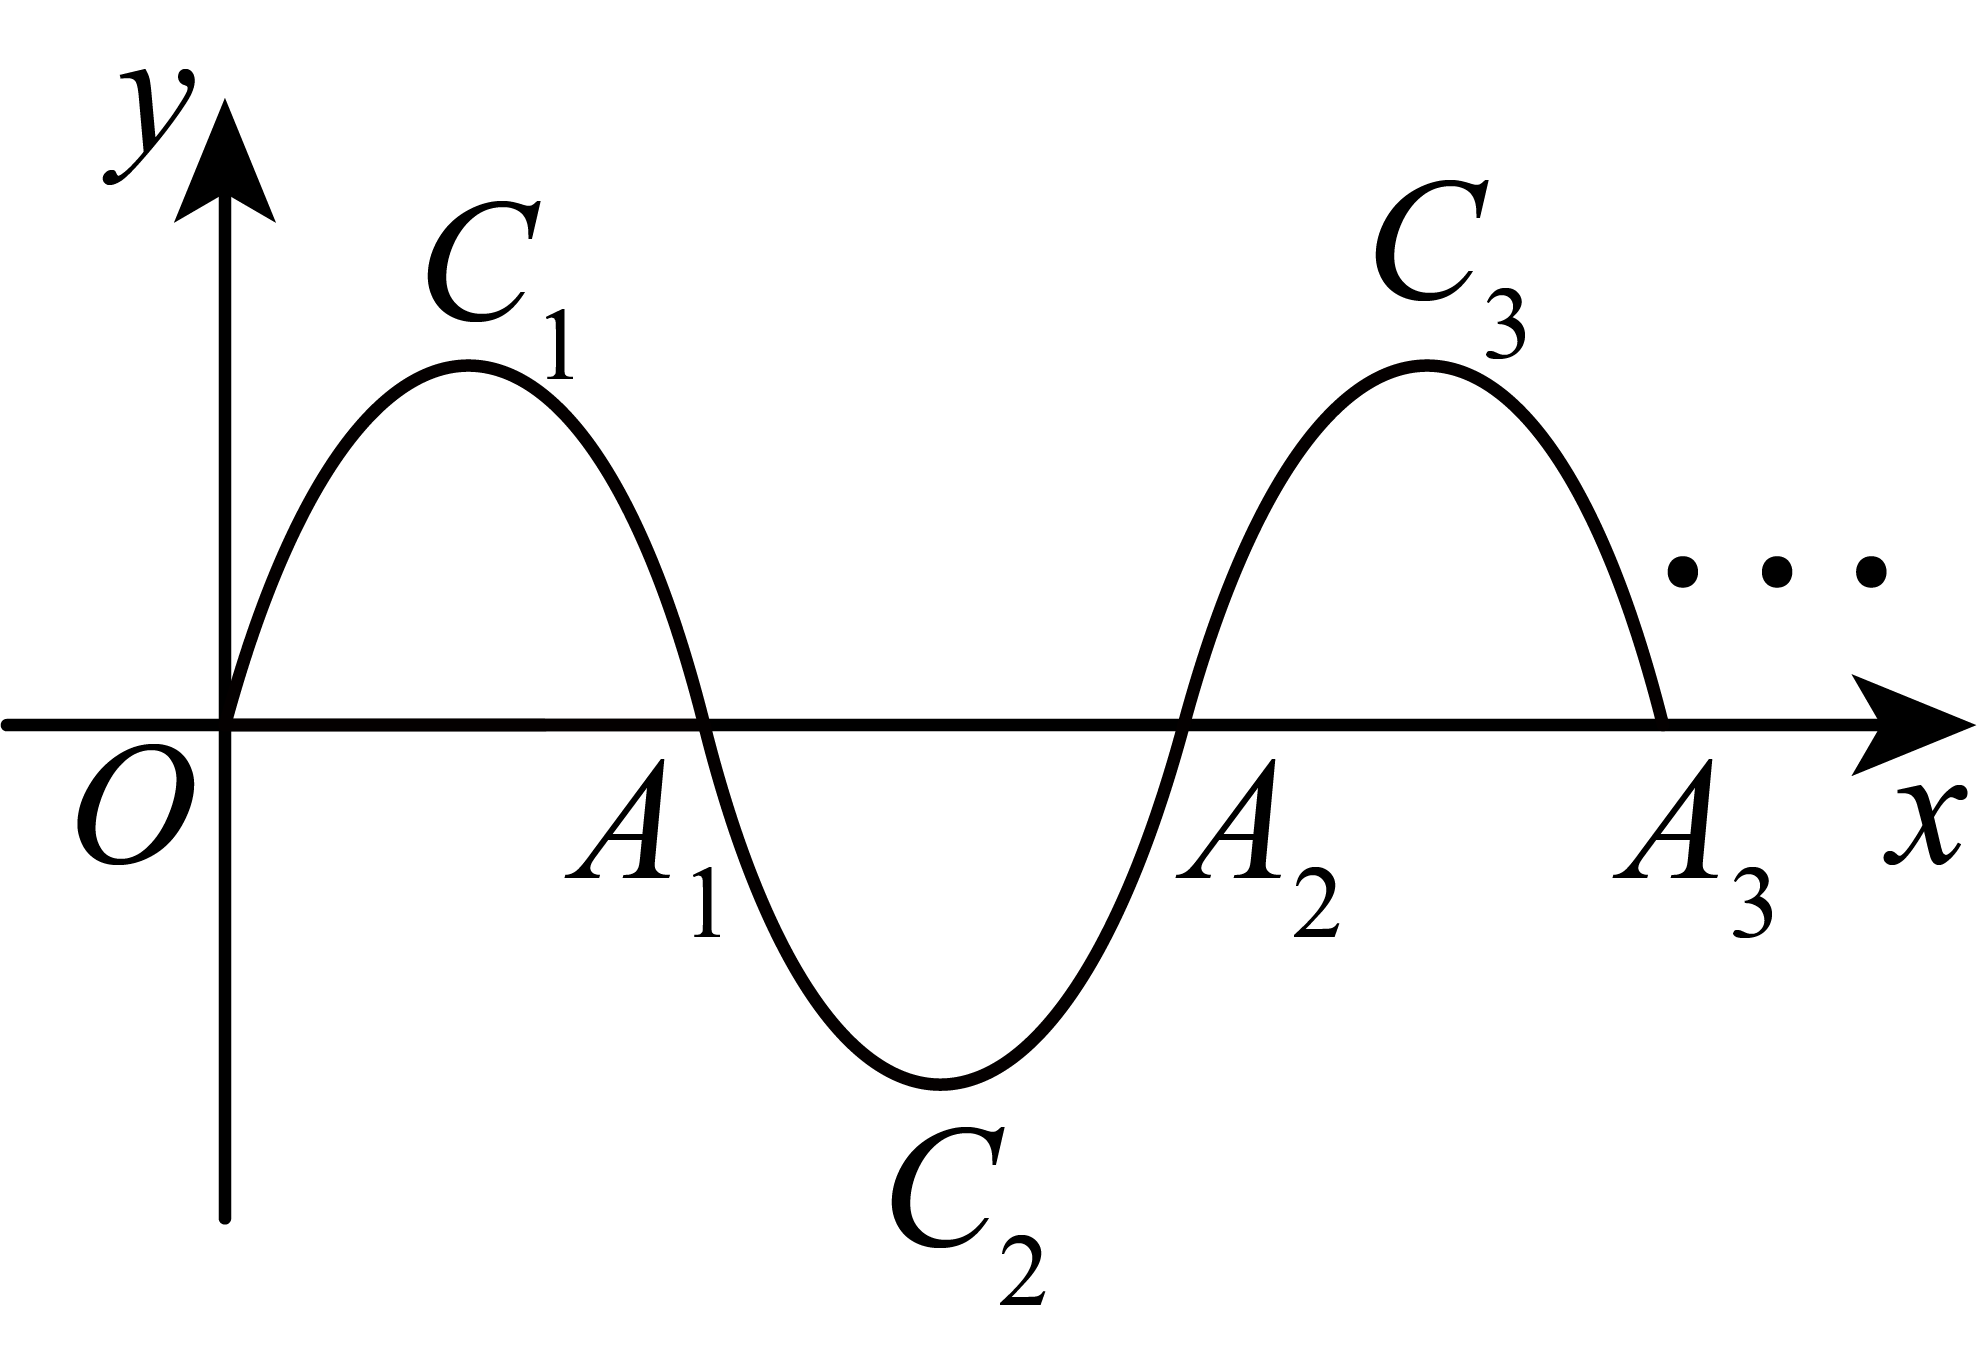 y
C₁
C₃
O
A₁
A₂
A₃
x
C₂